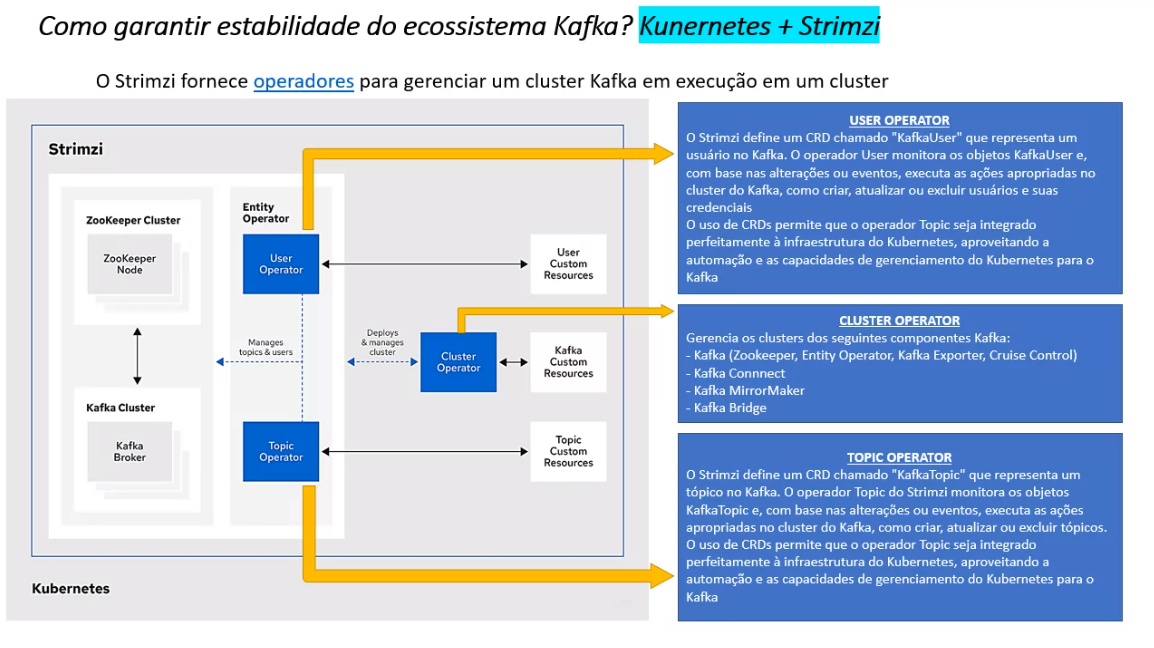 Como garantir estabilidade do ecossistema Kafka? Kunernetes + Strimzi
O Strimzi fornece operadores para gerenciar um cluster Kafka em execução em um cluster
Strimzi
ZooKeeper Cluster
ZooKeeper
Node
Kafka Cluster
Kafka
Broker
Entity
Operator
User
Operator
Manages
topics & users
Topic
Operator
Deploys
& manages
cluster
Cluster
Operator
User
Custom
Resources
Kafka
Custom
Resources
Topic
Custom
Resources
Kubernetes
USER OPERATOR
O Strimzi define um CRD chamado "KafkaUser" que representa um
usuário no Kafka. O operador User monitora os objetos KafkaUser e,
com base nas alterações ou eventos, executa as ações apropriadas no
cluster do Kafka, como criar, atualizar ou excluir usuários e suas
credenciais
O uso de CRDs permite que o operador Topic seja integrado
perfeitamente à infraestrutura do Kubernetes, aproveitando a
automação e as capacidades de gerenciamento do Kubernetes para o
Kafka
CLUSTER OPERATOR
Gerencia os clusters dos seguintes componentes Kafka:
- Kafka (Zookeeper, Entity Operator, Kafka Exporter, Cruise Control)
- Kafka Connnect
- Kafka MirrorMaker
- Kafka Bridge
TOPIC OPERATOR
O Strimzi define um CRD chamado "KafkaTopic" que representa um
tópico no Kafka. O operador Topic do Strimzi monitora os objetos
KafkaTopic e, com base nas alterações ou eventos, executa as ações
apropriadas no cluster do Kafka, como criar, atualizar ou excluir tópicos.
O uso de CRDs permite que o operador Topic seja integrado
perfeitamente à infraestrutura do Kubernetes, aproveitando a
automação e as capacidades de gerenciamento do Kubernetes para o
Kafka